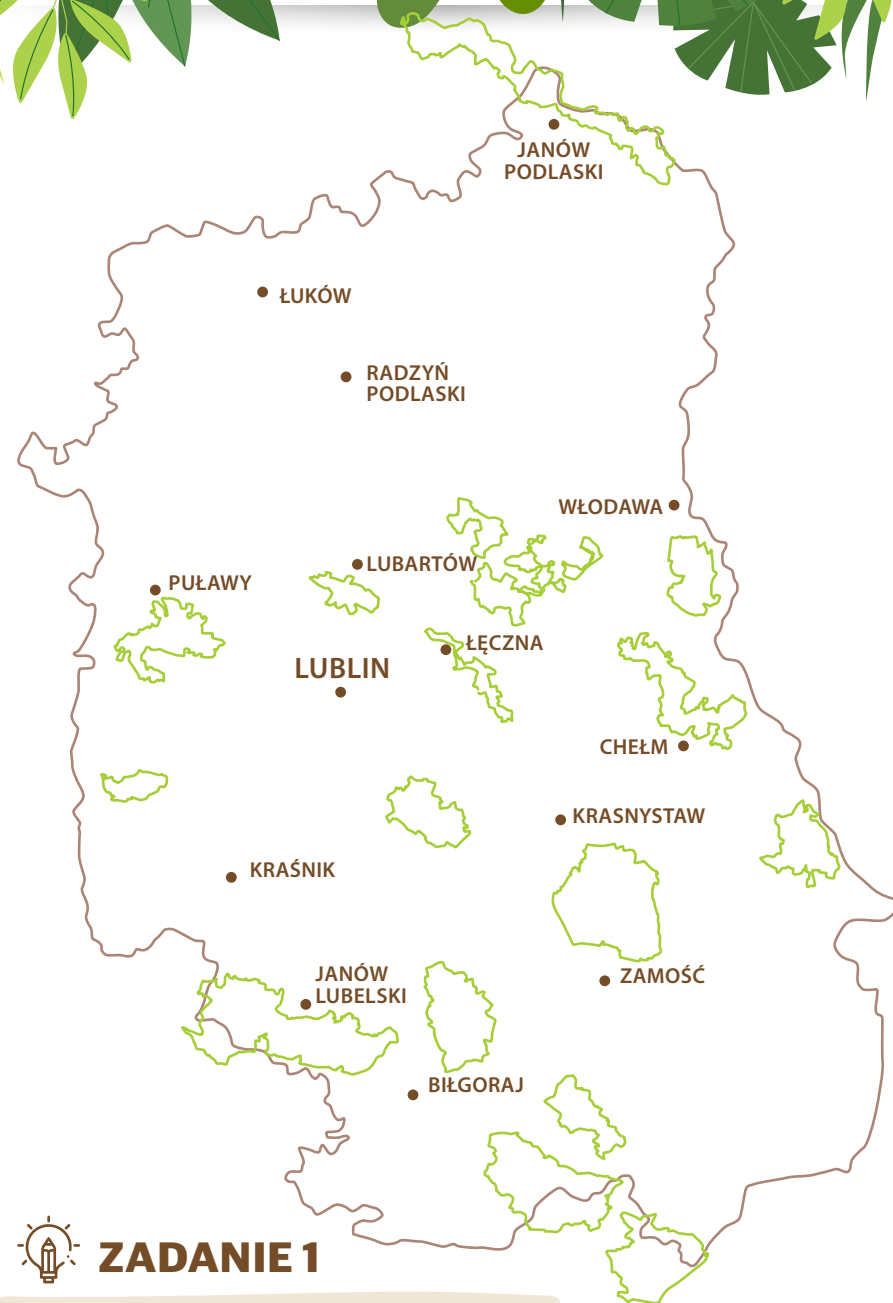 JANÓW
PODLASKI
ŁUKÓW
RADZYŃ
PODLASKI
WŁODAWA
LUBARTÓW
PUŁAWY
ŁĘCZNA
LUBLIN
CHEŁM
KRASNYSTAW
KRAŚNIK
JANÓW
LUBELSKI
ZAMOŚĆ
BIŁGORAJ
ZADANIE 1